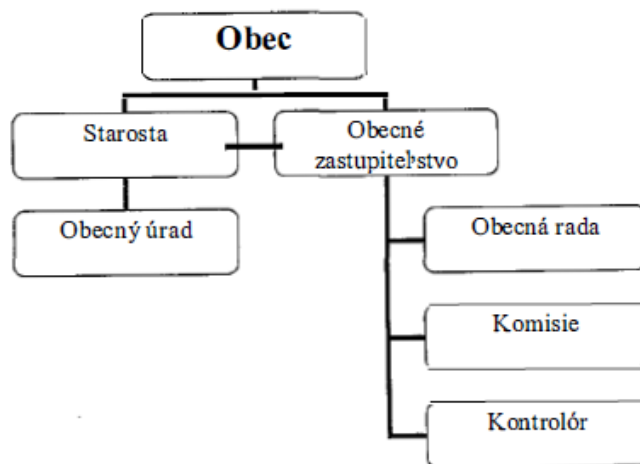 Obec
Starosta
Obecné
zastupiteľstvo
Obecný úrad
Obecná rada
Komisie
Kontrolór